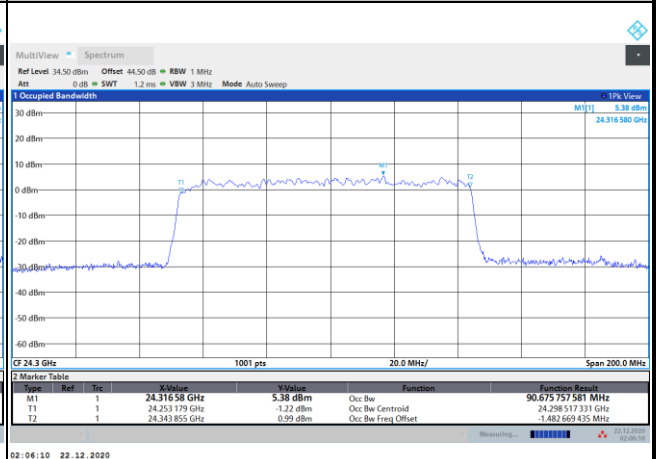 MultiView Spectrum
Ref Level 34.50 dBm Offset 44.50 dB RBW 1 MHz
Att 0 dB SWT 1.2 ms VBW 3 MHz Mode Auto Sweep
1 Occupied Bandwidth 1Pk View
M1[1] 5.38 dBm
24.316 580 GHz
30 dBm
20 dBm
10 dBm
M1
T1
T2
0 dBm
-10 dBm
-20 dBm
-30 dBm
-40 dBm
-50 dBm
-60 dBm
CF 24.3 GHz 1001 pts 20.0 MHz/ Span 200.0 MHz
2 Marker Table
Type Ref Trc X-Value Y-Value Function Function Result
M1 1 24.316 58 GHz 5.38 dBm Occ Bw 90.675 757 581 MHz
T1 1 24.253 179 GHz -1.22 dBm Occ Bw Centroid 24.298 517 331 GHz
T2 1 24.343 855 GHz 0.99 dBm Occ Bw Freq Offset -1.482 669 435 MHz
Measuring... 22.12.2020
02:06:10
02:06:10 22.12.2020